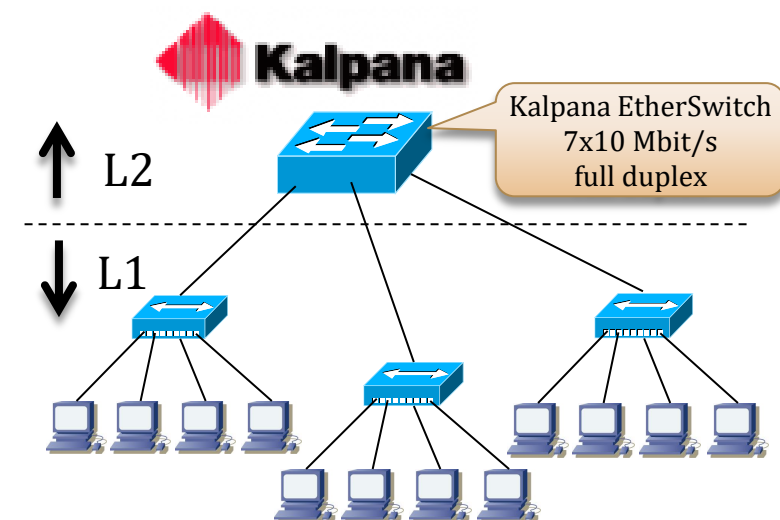 Kalpana
Kalpana EtherSwitch
7x10 Mbit/s
full duplex
L2
L1